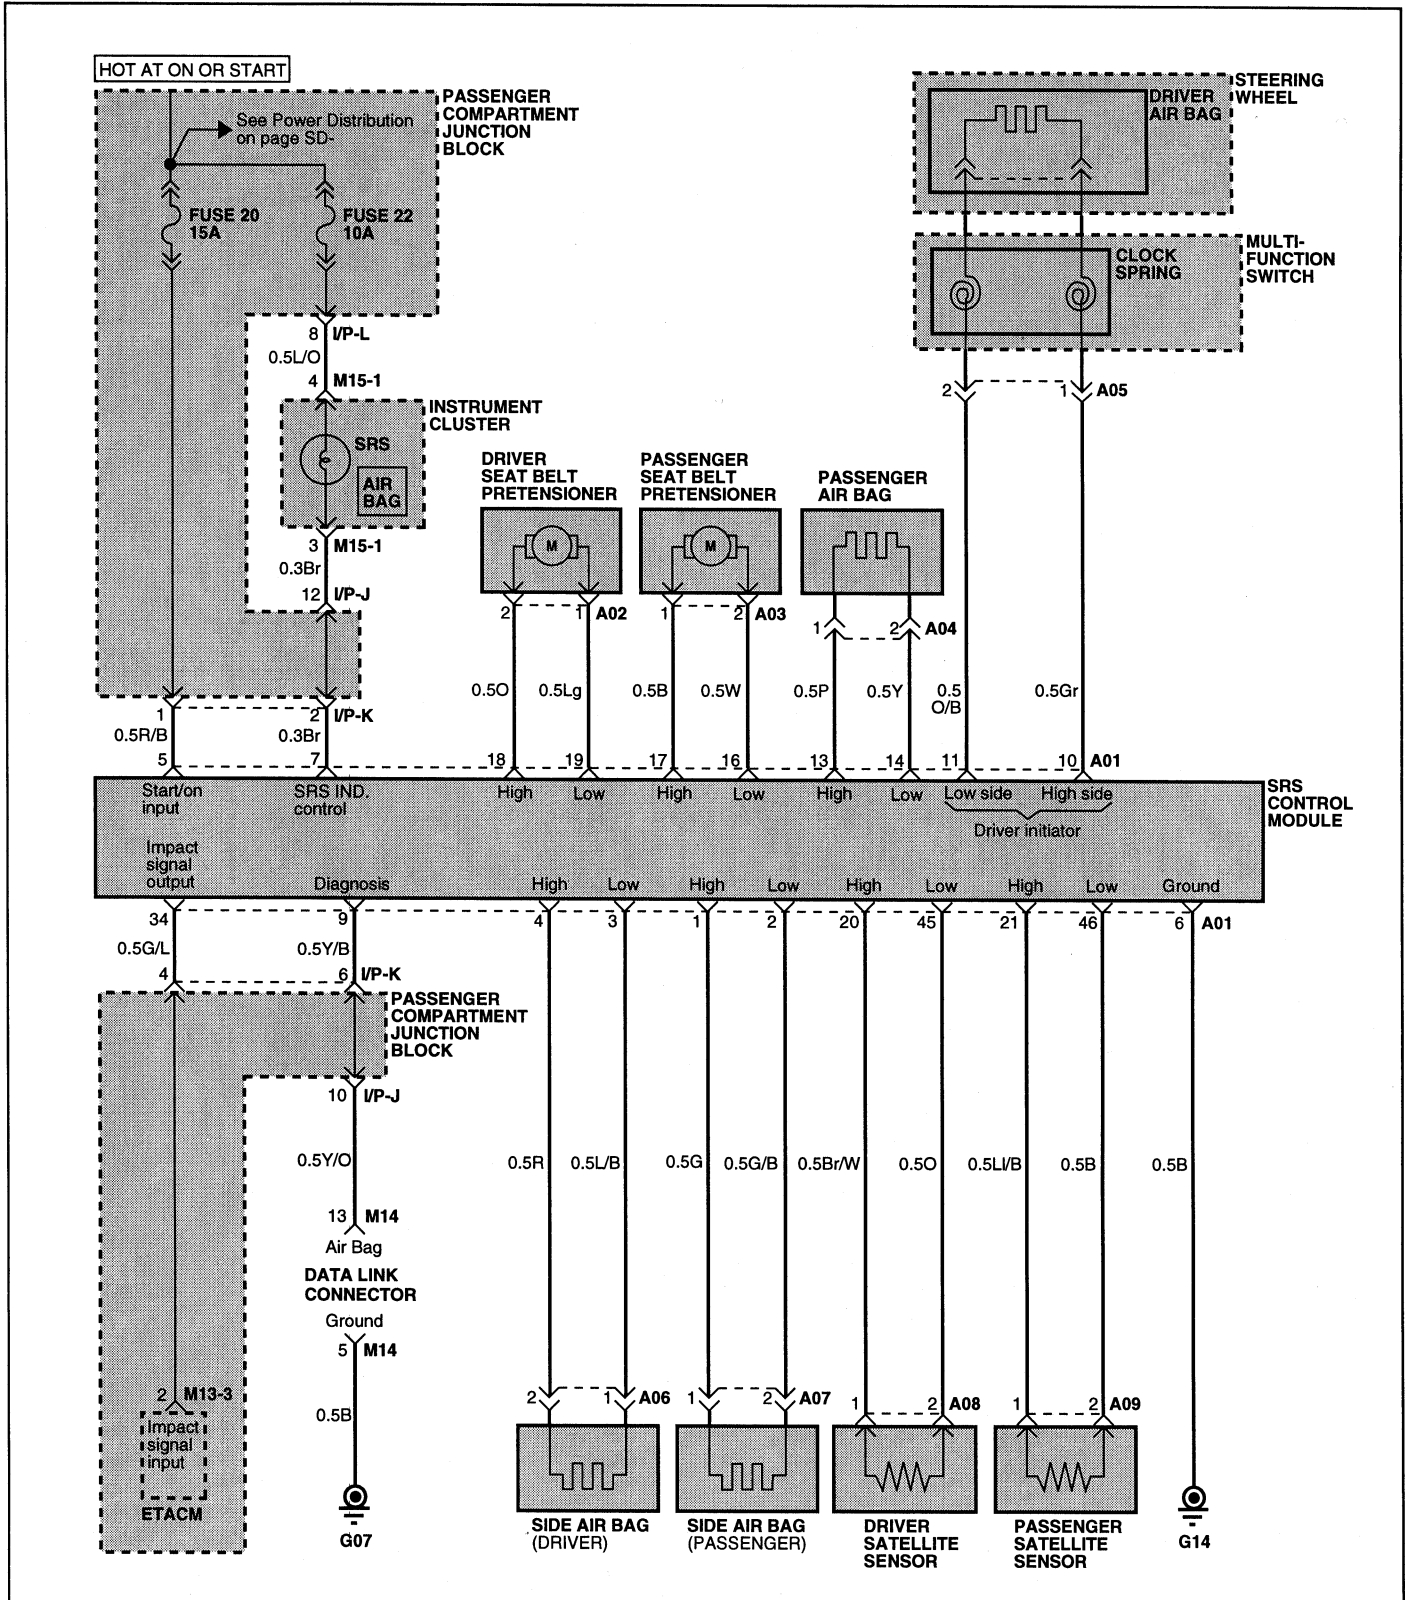 HOT AT ON OR START
PASSENGER
COMPARTMENT
JUNCTION
BLOCK
See Power Distribution
on page SD-
FUSE 20
15A
FUSE 22
10A
STEERING
WHEEL
DRIVER
AIR BAG
MULTI-
FUNCTION
SWITCH
CLOCK
SPRING
8 I/P-L
0.5L/O
4 M15-1
INSTRUMENT
CLUSTER
SRS
AIR
BAG
3 M15-1
0.3Br
12 I/P-J
2 1 A05
DRIVER
SEAT BELT
PRETENSIONER
M
PASSENGER
SEAT BELT
PRETENSIONER
M
PASSENGER
AIR BAG
2 1 A02
1 2 A03
1 2 A04
0.5O 0.5Lg 0.5B 0.5W 0.5P 0.5Y 0.5
O/B
0.5Gr
1 2 I/P-K
0.5R/B 0.3Br
5 7 18 19 17 16 13 14 11 10 A01
Start/on
input
SRS IND.
control
High Low High Low High Low Low side High side
Driver initiator
SRS
CONTROL
MODULE
Impact
signal
output
Diagnosis High Low High Low High Low High Low Ground
34 9 4 3 1 2 20 45 21 46 6 A01
0.5G/L 0.5Y/B
4 6 I/P-K
PASSENGER
COMPARTMENT
JUNCTION
BLOCK
10 I/P-J
0.5Y/O 0.5R 0.5L/B 0.5G 0.5G/B 0.5Br/W 0.5O 0.5Ll/B 0.5B 0.5B
13 M14
Air Bag
DATA LINK
CONNECTOR
Ground
5 M14
0.5B
G07
2 M13-3
Impact
signal
input
ETACM
2 1 A06
1 2 A07
1 2 A08
1 2 A09
SIDE AIR BAG
(DRIVER)
SIDE AIR BAG
(PASSENGER)
DRIVER
SATELLITE
SENSOR
PASSENGER
SATELLITE
SENSOR
G14